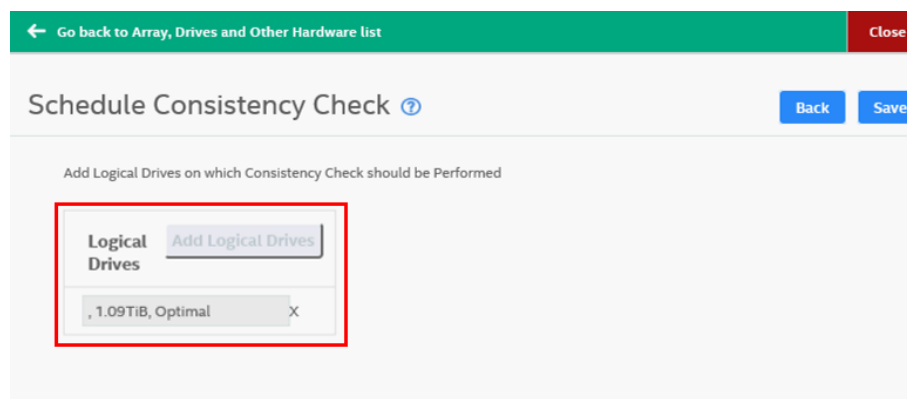 Go back to Array, Drives and Other Hardware list
Close
Schedule Consistency Check ?
Back
Save
Add Logical Drives on which Consistency Check should be Performed
Logical Drives
Add Logical Drives
, 1.09TiB, Optimal
X